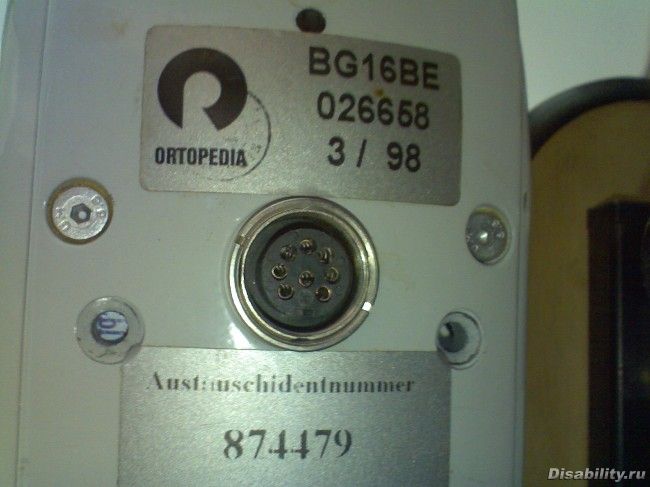 BG16BE
026658
ORTOPEDIA
3 / 98
Austauschidentnummer
874479
Disability.ru